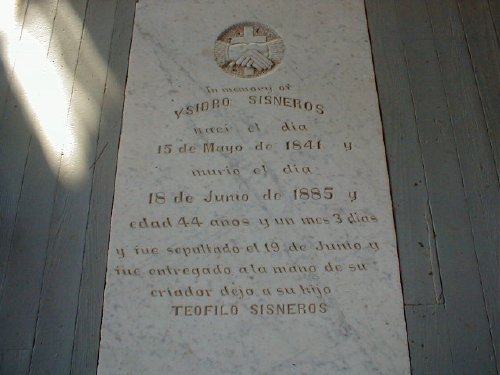 In memory of
YSIDRO SISNEROS
naci el dia
15 de Mayo de 1841 y
murio el dia
18 de Junio de 1885 y
edad 44 años y un mes 3 dias
y fue sepultado el 19 de Junio y
fue entregado a la mano de su
criador dejo a su hijo
TEOFILO SISNEROS